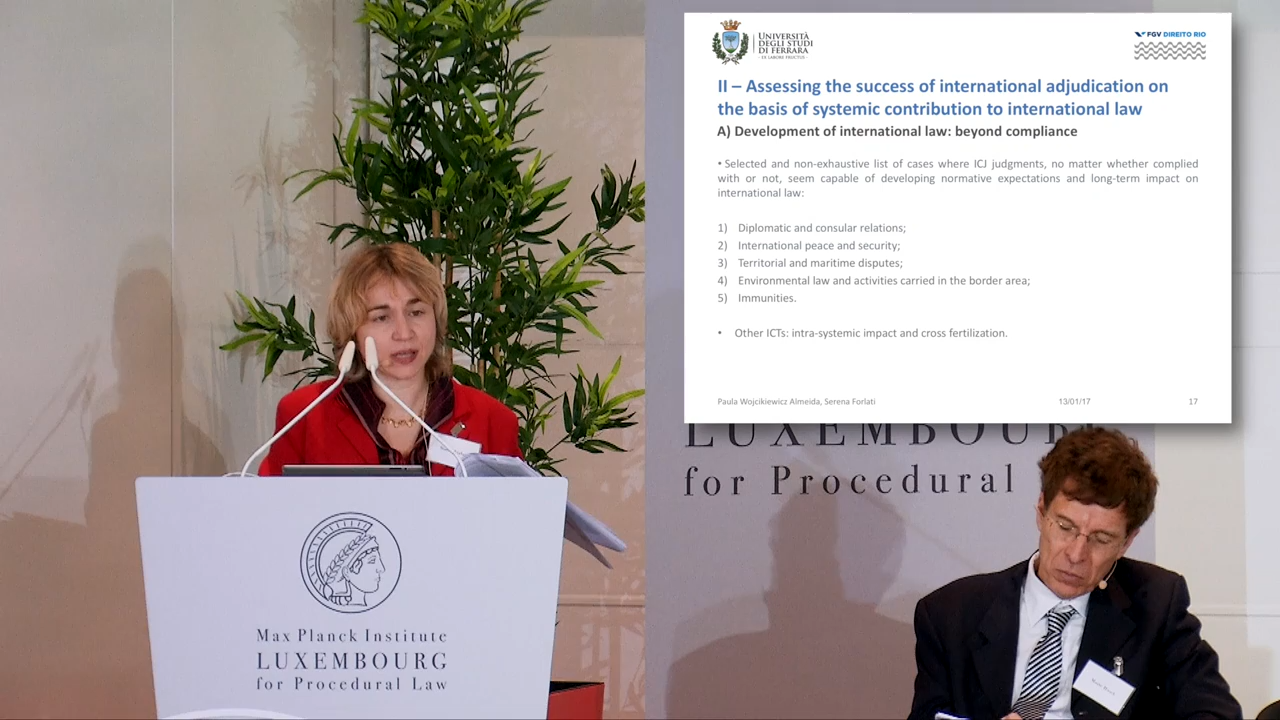 UNIVERSITÀ
DEGLI STUDI
DI FERRARA
- EX LABORE FRUCTUS -
FGV DIREITO RIO
II – Assessing the success of international adjudication on
the basis of systemic contribution to international law
A) Development of international law: beyond compliance
• Selected and non-exhaustive list of cases where ICJ judgments, no matter whether complied
with or not, seem capable of developing normative expectations and long-term impact on
international law:
1) Diplomatic and consular relations;
2) International peace and security;
3) Territorial and maritime disputes;
4) Environmental law and activities carried in the border area;
5) Immunities.
• Other ICTs: intra-systemic impact and cross fertilization.
Paula Wojcikiewicz Almeida, Serena Forlati 13/01/17 17
LUXEMBOURG
for Procedural
Max Planck Institute
LUXEMBOURG
for Procedural Law